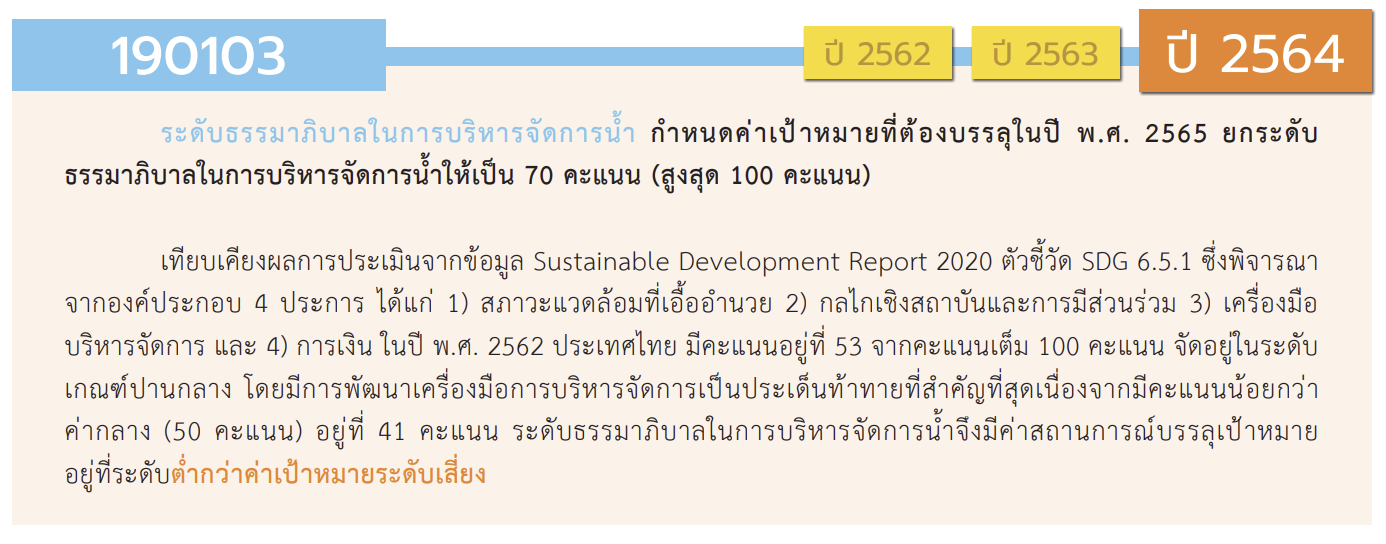 190103
ปี 2562
ปี 2563
ปี 2564
ระดับธรรมาภิบาลในการบริหารจัดการน้ำ กำหนดค่าเป้าหมายที่ต้องบรรลุในปี พ.ศ. 2565 ยกระดับ
ธรรมาภิบาลในการบริหารจัดการน้ำให้เป็น 70 คะแนน (สูงสุด 100 คะแนน)
เทียบเคียงผลการประเมินจากข้อมูล Sustainable Development Report 2020 ตัวชี้วัด SDG 6.5.1 ซึ่งพิจารณา
จากองค์ประกอบ 4 ประการ ได้แก่ 1) สภาวะแวดล้อมที่เอื้ออำนวย 2) กลไกเชิงสถาบันและการมีส่วนร่วม 3) เครื่องมือ
บริหารจัดการ และ 4) การเงิน ในปี พ.ศ. 2562 ประเทศไทย มีคะแนนอยู่ที่ 53 จากคะแนนเต็ม 100 คะแนน จัดอยู่ในระดับ
เกณฑ์ปานกลาง โดยมีการพัฒนาเครื่องมือการบริหารจัดการเป็นประเด็นท้าทายที่สำคัญที่สุดเนื่องจากมีคะแนนน้อยกว่า
ค่ากลาง (50 คะแนน) อยู่ที่ 41 คะแนน ระดับธรรมาภิบาลในการบริหารจัดการน้ำจึงมีค่าสถานการณ์บรรลุเป้าหมาย
อยู่ที่ระดับต่ำกว่าค่าเป้าหมายระดับเสี่ยง